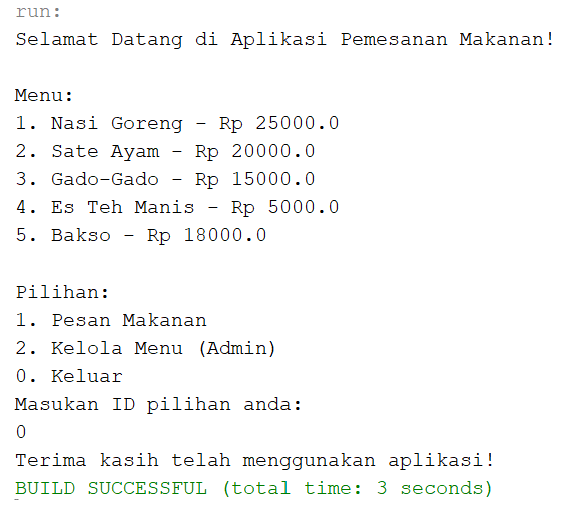 run:
Selamat Datang di Aplikasi Pemesanan Makanan!
Menu:
1. Nasi Goreng - Rp 25000.0
2. Sate Ayam - Rp 20000.0
3. Gado-Gado - Rp 15000.0
4. Es Teh Manis - Rp 5000.0
5. Bakso - Rp 18000.0
Pilihan:
1. Pesan Makanan
2. Kelola Menu (Admin)
0. Keluar
Masukan ID pilihan anda:
0
Terima kasih telah menggunakan aplikasi!
BUILD SUCCESSFUL (total time: 3 seconds)